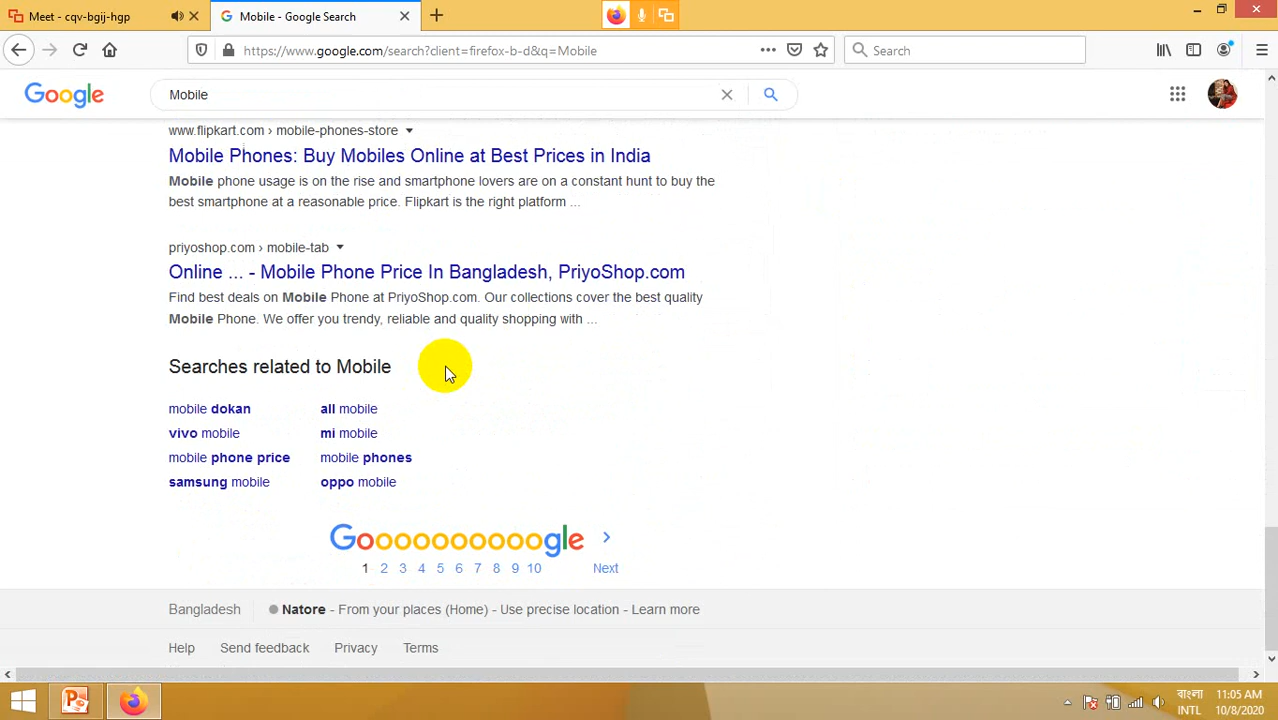 Meet - cqv-bgij-hgp
Mobile - Google Search
https://www.google.com/search?client=firefox-b-d&q=Mobile
Search
Google
Mobile
www.flipkart.com › mobile-phones-store
Mobile Phones: Buy Mobiles Online at Best Prices in India
Mobile phone usage is on the rise and smartphone lovers are on a constant hunt to buy the
best smartphone at a reasonable price. Flipkart is the right platform ...
priyoshop.com › mobile-tab
Online ... - Mobile Phone Price In Bangladesh, PriyoShop.com
Find best deals on Mobile Phone at PriyoShop.com. Our collections cover the best quality
Mobile Phone. We offer you trendy, reliable and quality shopping with ...
Searches related to Mobile
mobile dokan all mobile
vivo mobile mi mobile
mobile phone price mobile phones
samsung mobile oppo mobile
Goooooooooogle
1 2 3 4 5 6 7 8 9 10 Next
Bangladesh Natore - From your places (Home) - Use precise location - Learn more
Help Send feedback Privacy Terms
বাংলা 11:05 AM
INTL 10/8/2020